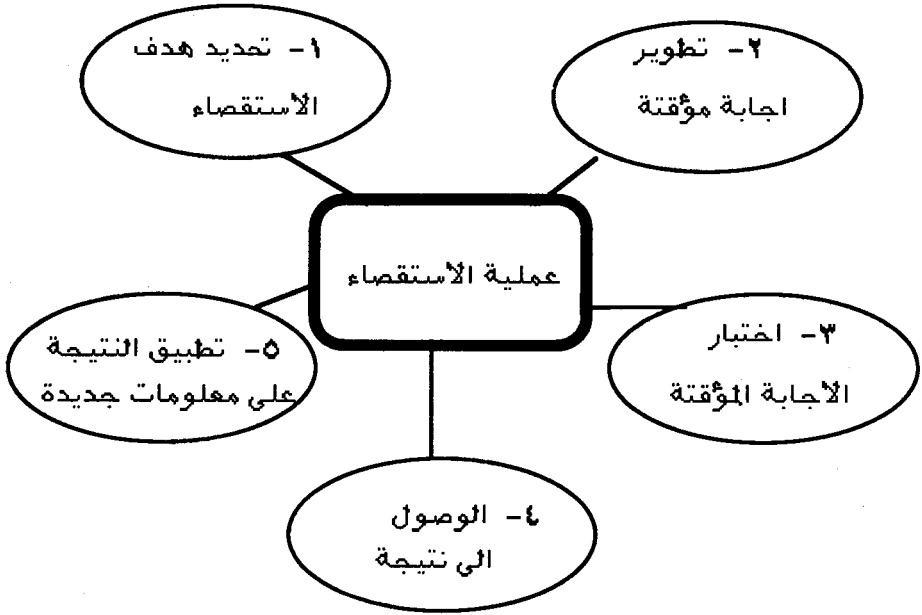 ١- تحديد هدف
الاستقصاء
٢- تطوير
اجابة مؤقتة
عملية الاستقصاء
٣- اختبار
الاجابة المؤقتة
٤- الوصول
الى نتيجة
٥- تطبيق النتيجة
على معلومات جديدة